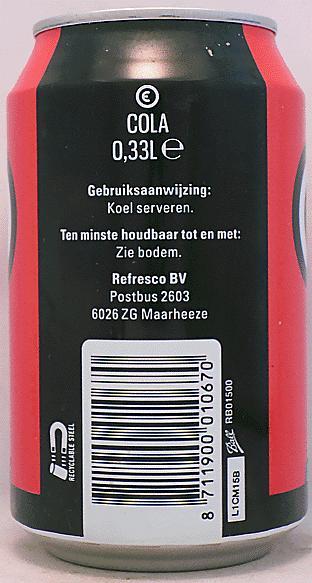 €
COLA
0,33L ℮
Gebruiksaanwijzing:
Koel serveren.
Ten minste houdbaar tot en met:
Zie bodem.
Refresco BV
Postbus 2603
6026 ZG Maarheeze
RECYCLABLE STEEL
8 711900 010670
Ball RB01500
L1CM15B